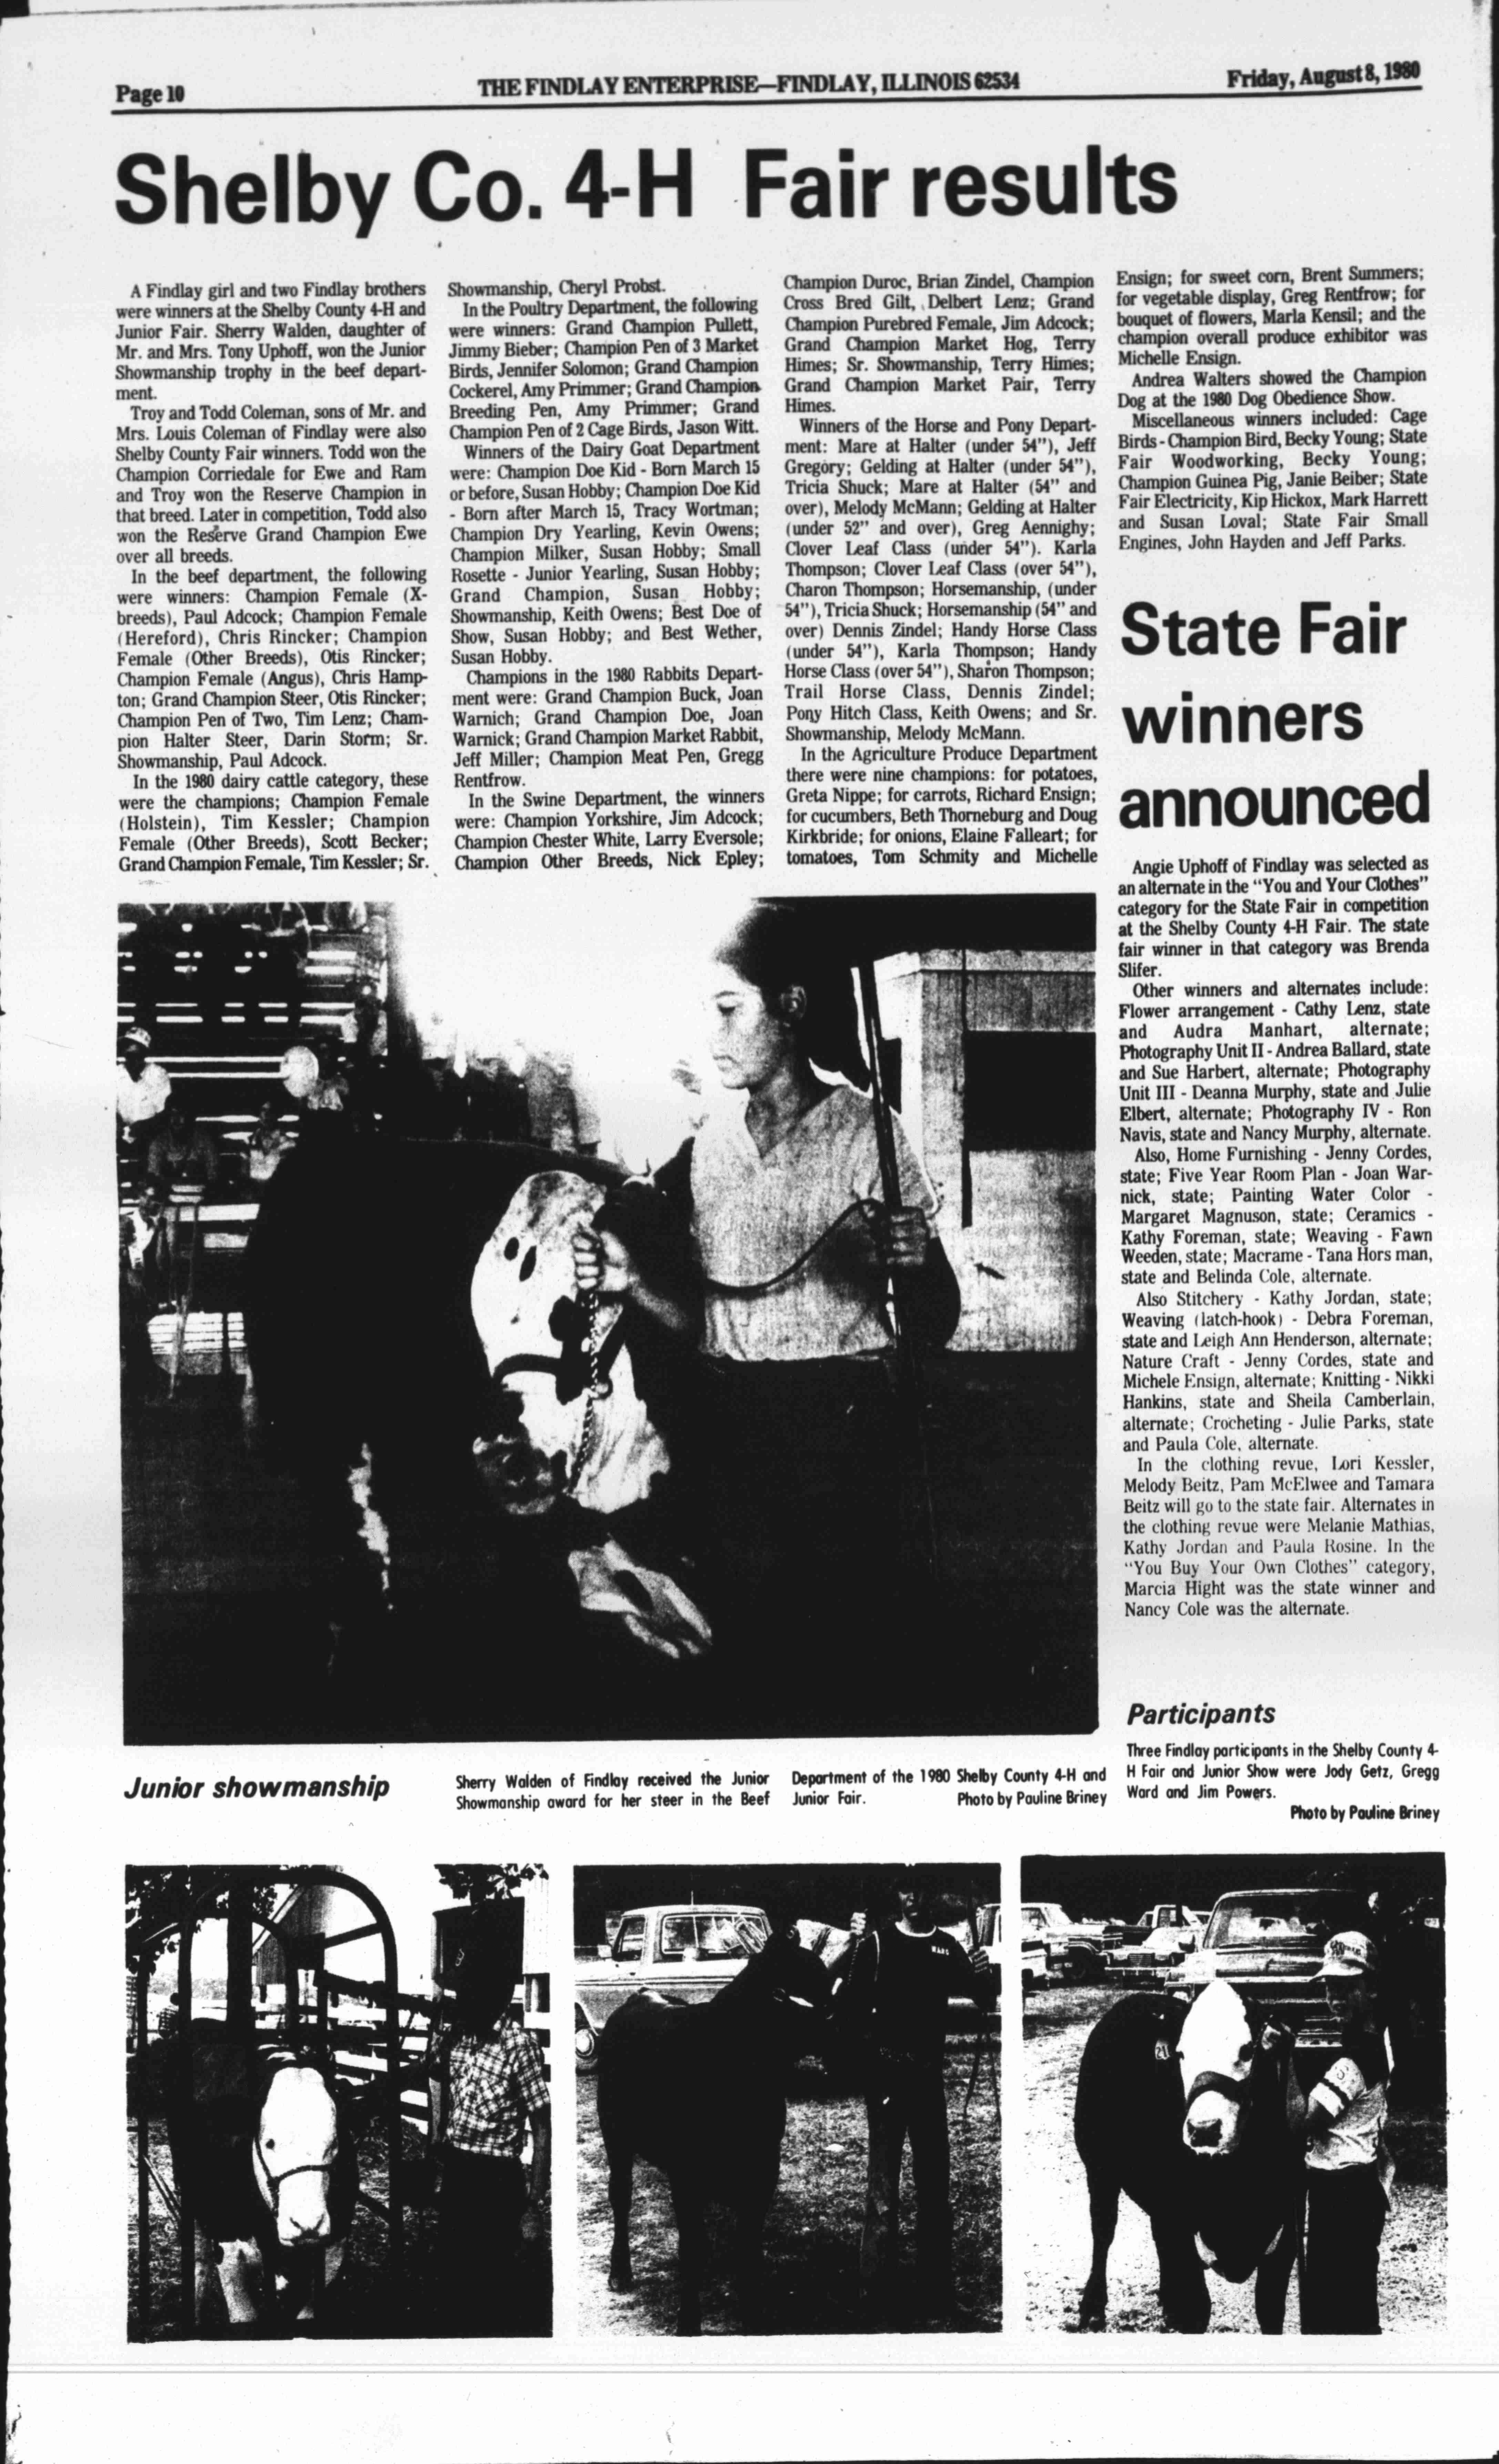 Page 10
THE FINDLAY ENTERPRISE—FINDLAY, ILLINOIS 62534
Friday, August 8, 1980
Shelby Co. 4-H Fair results
A Findlay girl and two Findlay brothers
were winners at the Shelby County 4-H and
Junior Fair. Sherry Walden, daughter of
Mr. and Mrs. Tony Uphoff, won the Junior
Showmanship trophy in the beef depart-
ment.
Troy and Todd Coleman, sons of Mr. and
Mrs. Louis Coleman of Findlay were also
Shelby County Fair winners. Todd won the
Champion Corriedale for Ewe and Ram
and Troy won the Reserve Champion in
that breed. Later in competition, Todd also
won the Reserve Grand Champion Ewe
over all breeds.
In the beef department, the following
were winners: Champion Female (X-
breeds), Paul Adcock; Champion Female
(Hereford), Chris Rincker; Champion
Female (Other Breeds), Otis Rincker;
Champion Female (Angus), Chris Hamp-
ton; Grand Champion Steer, Otis Rincker;
Champion Pen of Two, Tim Lenz; Cham-
pion Halter Steer, Darin Storm; Sr.
Showmanship, Paul Adcock.
In the 1980 dairy cattle category, these
were the champions; Champion Female
(Holstein), Tim Kessler; Champion
Female (Other Breeds), Scott Becker;
Grand Champion Female, Tim Kessler; Sr.
Showmanship, Cheryl Probst.
In the Poultry Department, the following
were winners: Grand Champion Pullett,
Jimmy Bieber; Champion Pen of 3 Market
Birds, Jennifer Solomon; Grand Champion
Cockerel, Amy Primmer; Grand Champion
Breeding Pen, Amy Primmer; Grand
Champion Pen of 2 Cage Birds, Jason Witt.
Winners of the Dairy Goat Department
were: Champion Doe Kid - Born March 15
or before, Susan Hobby; Champion Doe Kid
- Born after March 15, Tracy Wortman;
Champion Dry Yearling, Kevin Owens;
Champion Milker, Susan Hobby; Small
Rosette - Junior Yearling, Susan Hobby;
Grand Champion, Susan Hobby;
Showmanship, Keith Owens; Best Doe of
Show, Susan Hobby; and Best Wether,
Susan Hobby.
Champions in the 1980 Rabbits Depart-
ment were: Grand Champion Buck, Joan
Warnich; Grand Champion Doe, Joan
Warnick; Grand Champion Market Rabbit,
Jeff Miller; Champion Meat Pen, Gregg
Rentfrow.
In the Swine Department, the winners
were: Champion Yorkshire, Jim Adcock;
Champion Chester White, Larry Eversole;
Champion Other Breeds, Nick Epley;
Champion Duroc, Brian Zindel, Champion
Cross Bred Gilt, Delbert Lenz; Grand
Champion Purebred Female, Jim Adcock;
Grand Champion Market Hog, Terry
Himes; Sr. Showmanship, Terry Himes;
Grand Champion Market Pair, Terry
Himes.
Winners of the Horse and Pony Depart-
ment: Mare at Halter (under 54"), Jeff
Gregory; Gelding at Halter (under 54"),
Tricia Shuck; Mare at Halter (54" and
over), Melody McMann; Gelding at Halter
(under 52" and over), Greg Aennighy;
Clover Leaf Class (under 54"). Karla
Thompson; Clover Leaf Class (over 54"),
Charon Thompson; Horsemanship, (under
54"), Tricia Shuck; Horsemanship (54" and
over) Dennis Zindel; Handy Horse Class
(under 54"), Karla Thompson; Handy
Horse Class (over 54"), Sharon Thompson;
Trail Horse Class, Dennis Zindel;
Pony Hitch Class, Keith Owens; and Sr.
Showmanship, Melody McMann.
In the Agriculture Produce Department
there were nine champions: for potatoes,
Greta Nippe; for carrots, Richard Ensign;
for cucumbers, Beth Thorneburg and Doug
Kirkbride; for onions, Elaine Falleart; for
tomatoes, Tom Schmity and Michelle
Ensign; for sweet corn, Brent Summers;
for vegetable display, Greg Rentfrow; for
bouquet of flowers, Marla Kensil; and the
champion overall produce exhibitor was
Michelle Ensign.
Andrea Walters showed the Champion
Dog at the 1980 Dog Obedience Show.
Miscellaneous winners included: Cage
Birds - Champion Bird, Becky Young; State
Fair Woodworking, Becky Young;
Champion Guinea Pig, Janie Beiber; State
Fair Electricity, Kip Hickox, Mark Harrett
and Susan Loval; State Fair Small
Engines, John Hayden and Jeff Parks.
State Fair
winners
announced
Angie Uphoff of Findlay was selected as
an alternate in the "You and Your Clothes"
category for the State Fair in competition
at the Shelby County 4-H Fair. The state
fair winner in that category was Brenda
Slifer.
Other winners and alternates include:
Flower arrangement - Cathy Lenz, state
and Audra Manhart, alternate;
Photography Unit II - Andrea Ballard, state
and Sue Harbert, alternate; Photography
Unit III - Deanna Murphy, state and Julie
Elbert, alternate; Photography IV - Ron
Navis, state and Nancy Murphy, alternate.
Also, Home Furnishing - Jenny Cordes,
state; Five Year Room Plan - Joan War-
nick, state; Painting Water Color -
Margaret Magnuson, state; Ceramics -
Kathy Foreman, state; Weaving - Fawn
Weeden, state; Macrame - Tana Hors man,
state and Belinda Cole, alternate.
Also Stitchery - Kathy Jordan, state;
Weaving (latch-hook) - Debra Foreman,
state and Leigh Ann Henderson, alternate;
Nature Craft - Jenny Cordes, state and
Michele Ensign, alternate; Knitting - Nikki
Hankins, state and Sheila Camberlain,
alternate; Crocheting - Julie Parks, state
and Paula Cole, alternate.
In the clothing revue, Lori Kessler,
Melody Beitz, Pam McElwee and Tamara
Beitz will go to the state fair. Alternates in
the clothing revue were Melanie Mathias,
Kathy Jordan and Paula Rosine. In the
"You Buy Your Own Clothes" category,
Marcia Hight was the state winner and
Nancy Cole was the alternate.
Junior showmanship
Sherry Walden of Findlay received the Junior
Showmanship award for her steer in the Beef
Department of the 1980 Shelby County 4-H and
Junior Fair. Photo by Pauline Briney
Participants
Three Findlay participants in the Shelby County 4-
H Fair and Junior Show were Jody Getz, Gregg
Ward and Jim Powers.
Photo by Pauline Briney
WARD